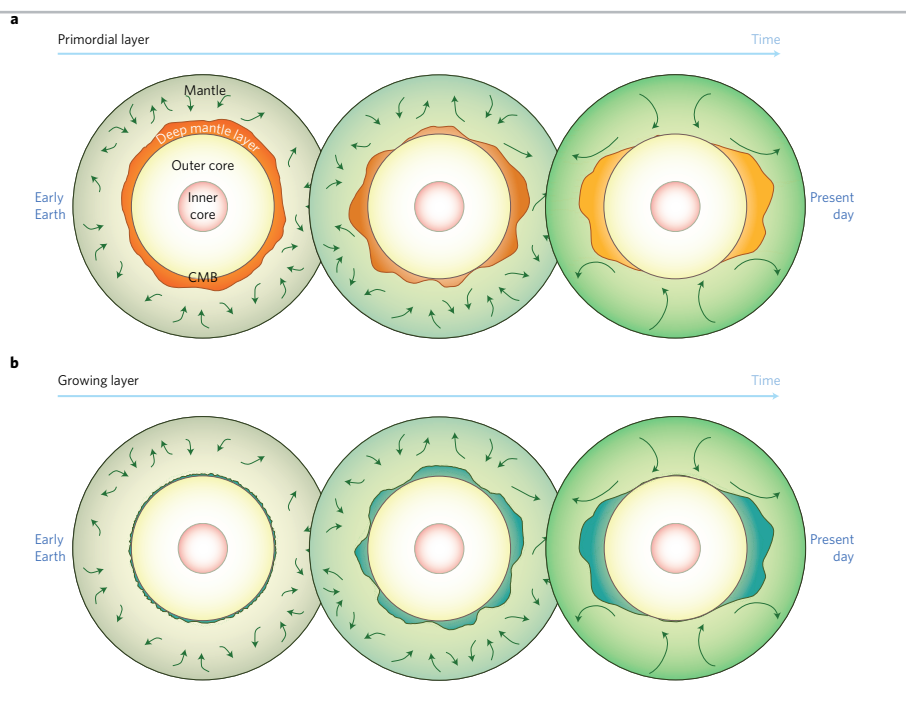 a
Primordial layer
Time
Mantle
Deep mantle layer
Outer core
Inner
core
CMB
Early
Earth
Present
day
b
Growing layer
Time
Early
Earth
Present
day